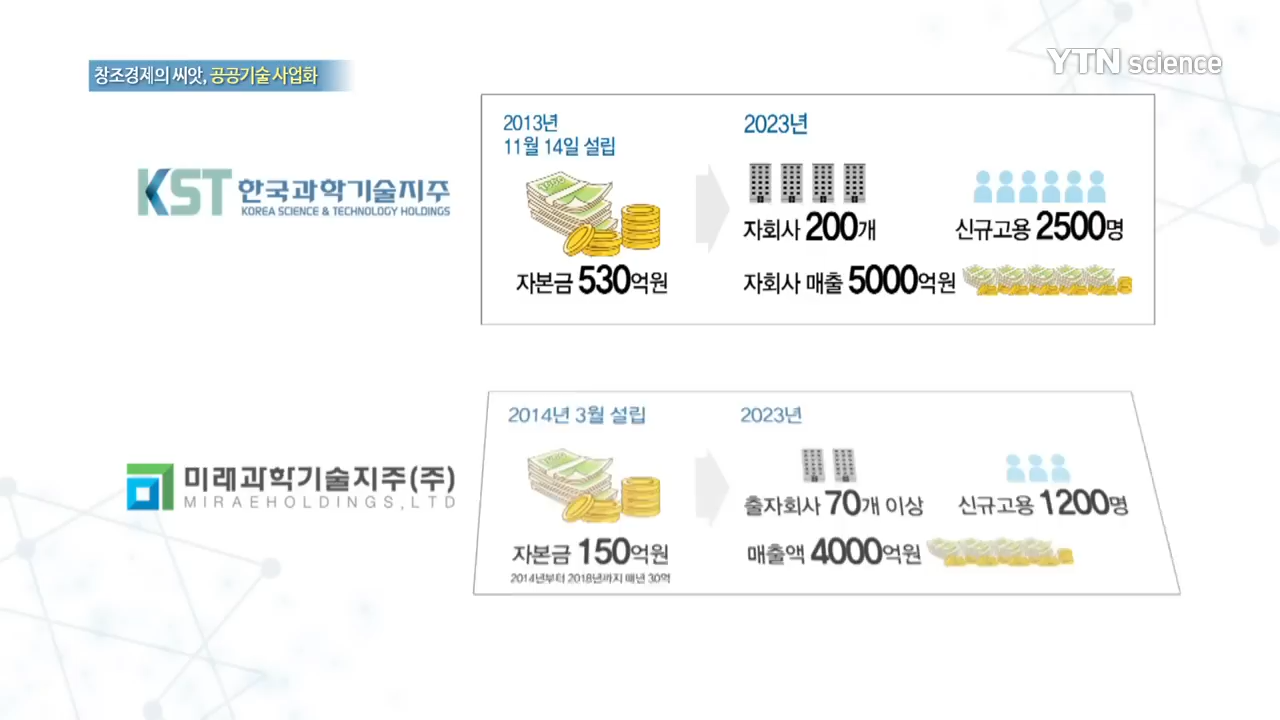 창조경제의 씨앗, 공공기술 사업화
YTN science
KST 한국과학기술지주
KOREA SCIENCE & TECHNOLOGY HOLDINGS
2013년
11월 14일 설립
자본금 530억원
2023년
자회사 200개
신규고용 2500명
자회사 매출 5000억원
미래과학기술지주(주)
MIRAEHOLDINGS,LTD
2014년 3월 설립
자본금 150억원
2014년부터 2018년까지 매년 30억
2023년
출자회사 70개 이상
신규고용 1200명
매출액 4000억원